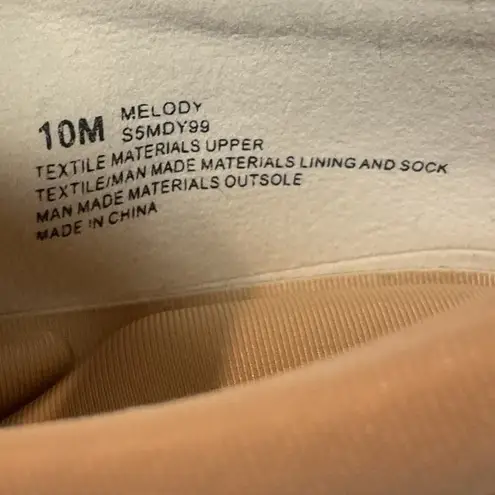 10M MELODY
S5MDY99
TEXTILE MATERIALS UPPER
TEXTILE/MAN MADE MATERIALS LINING AND SOCK
MAN MADE MATERIALS OUTSOLE
MADE IN CHINA